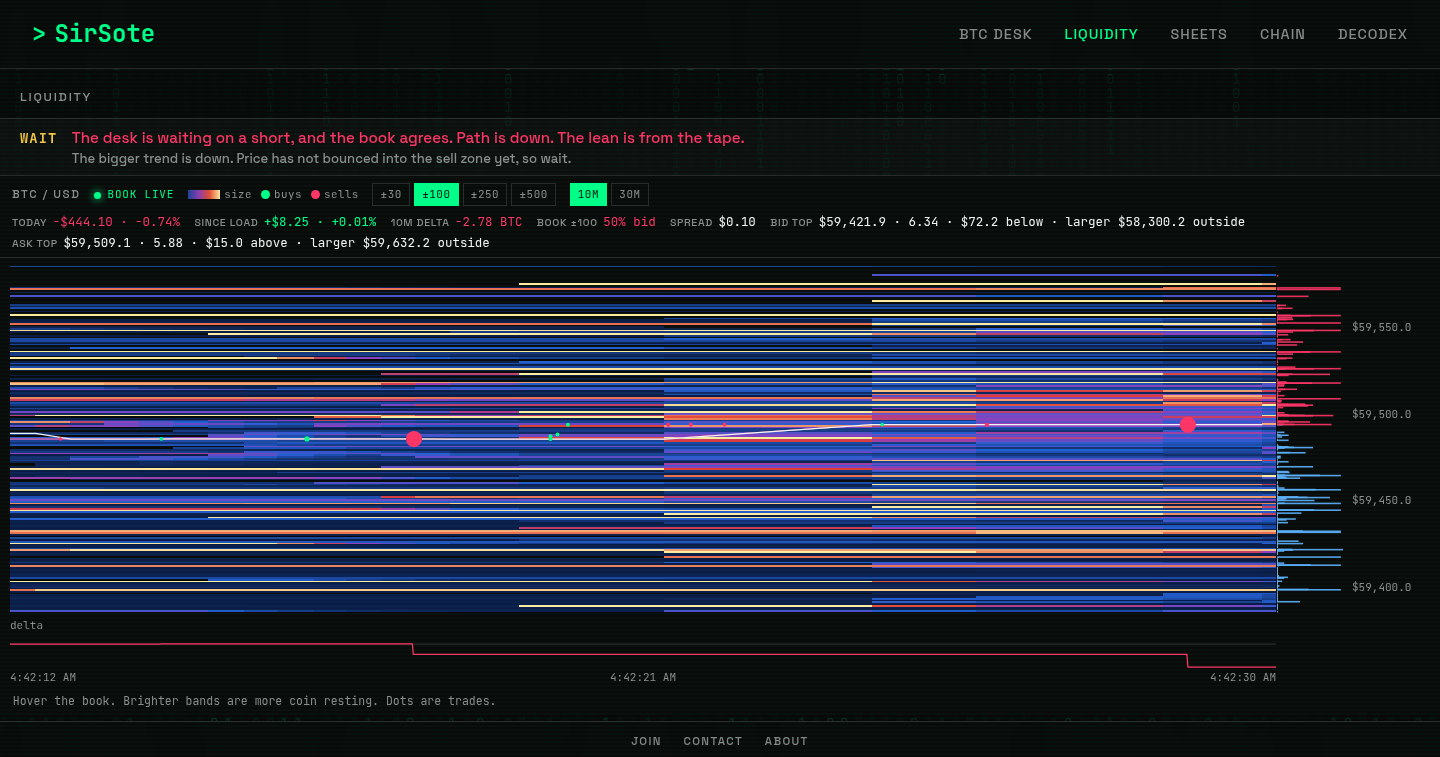 > SirSote
BTC DESK LIQUIDITY SHEETS CHAIN DECODEX
LIQUIDITY
WAIT The desk is waiting on a short, and the book agrees. Path is down. The lean is from the tape.
The bigger trend is down. Price has not bounced into the sell zone yet, so wait.
BTC / USD BOOK LIVE size buys sells ±30 ±100 ±250 ±500 10M 30M
TODAY -$444.10 · -0.74% SINCE LOAD +$8.25 · +0.01% 10M DELTA -2.78 BTC BOOK ±100 50% bid SPREAD $0.10 BID TOP $59,421.9 · 6.34 · $72.2 below · larger $58,300.2 outside
ASK TOP $59,509.1 · 5.88 · $15.0 above · larger $59,632.2 outside
$59,550.0
$59,500.0
$59,450.0
$59,400.0
delta
4:42:12 AM 4:42:21 AM 4:42:30 AM
Hover the book. Brighter bands are more coin resting. Dots are trades.
JOIN CONTACT ABOUT